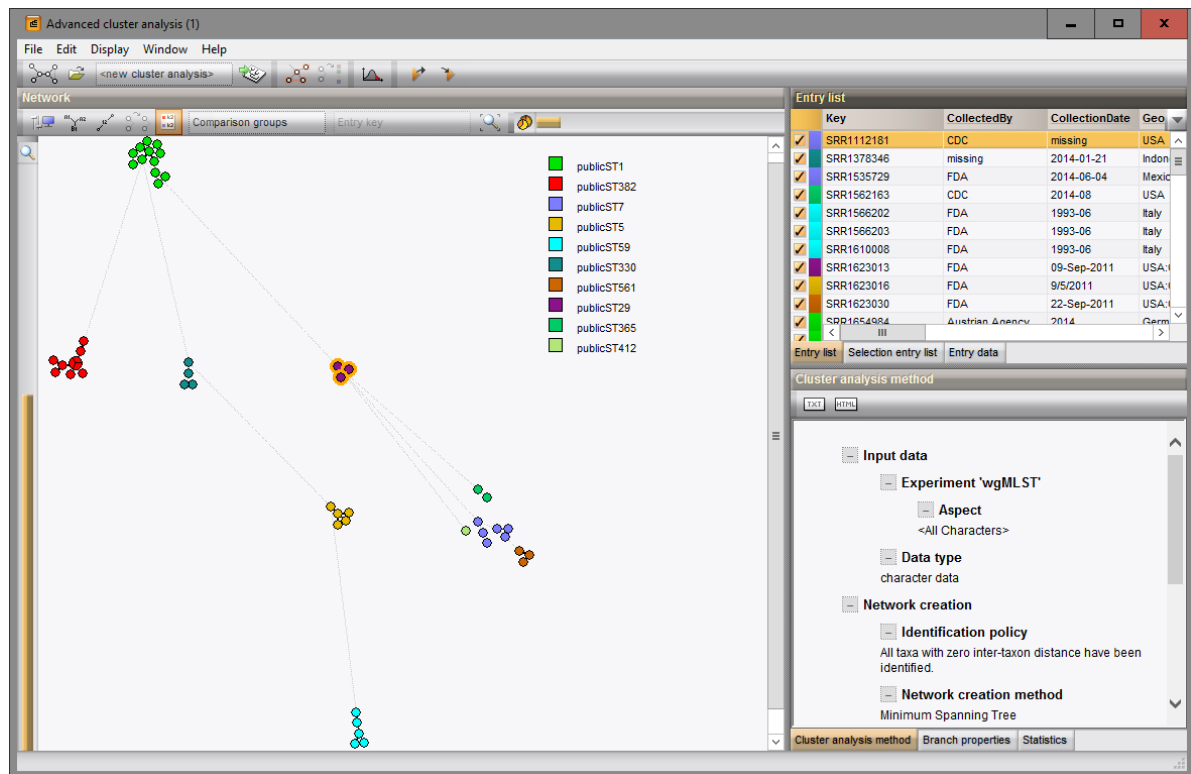 Advanced cluster analysis (1)
File Edit Display Window Help
<new cluster analysis>
Network
Comparison groups Entry key
publicST1
publicST382
publicST7
publicST5
publicST59
publicST330
publicST561
publicST29
publicST365
publicST412
Entry list
Key CollectedBy CollectionDate Geo
SRR1112181 CDC missing USA
SRR1378346 missing 2014-01-21 Indon
SRR1535729 FDA 2014-06-04 Mexic
SRR1562163 CDC 2014-08 USA
SRR1566202 FDA 1993-06 Italy
SRR1566203 FDA 1993-06 Italy
SRR1610008 FDA 1993-06 Italy
SRR1623013 FDA 09-Sep-2011 USA:
SRR1623016 FDA 9/5/2011 USA:
SRR1623030 FDA 22-Sep-2011 USA:
SRR1654984 Austrian Agency 2014 Germ
Entry list Selection entry list Entry data
Cluster analysis method
TXT HTML
Input data
Experiment 'wgMLST'
Aspect
<All Characters>
Data type
character data
Network creation
Identification policy
All taxa with zero inter-taxon distance have been
identified.
Network creation method
Minimum Spanning Tree
Cluster analysis method Branch properties Statistics